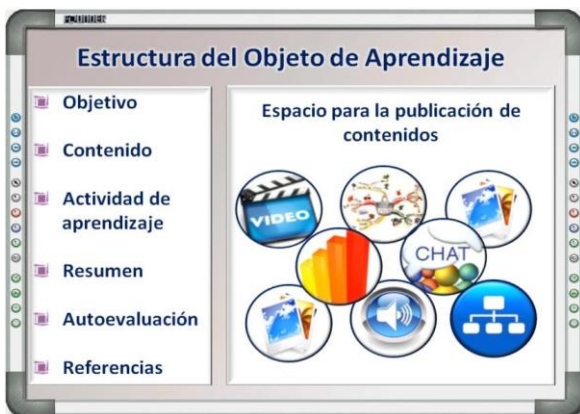 Estructura del Objeto de Aprendizaje
Objetivo
Contenido
Actividad de
aprendizaje
Resumen
Autoevaluación
Referencias
Espacio para la publicación de
contenidos
VIDEO
CHAT